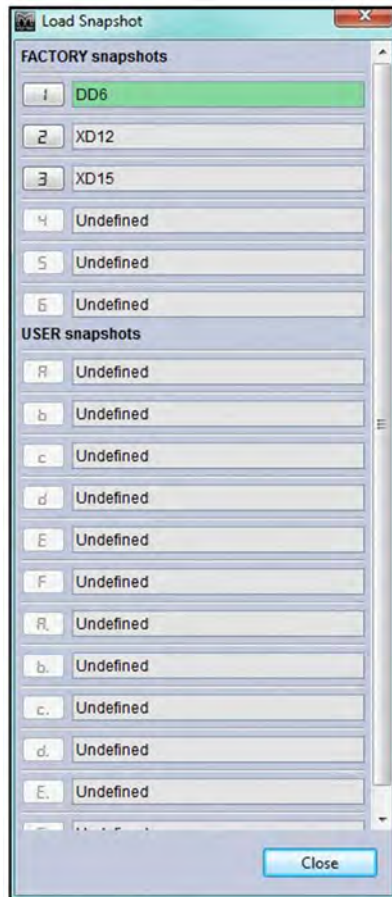 Load Snapshot
FACTORY snapshots
1 DD6
2 XD12
3 XD15
4 Undefined
5 Undefined
6 Undefined
USER snapshots
A Undefined
b Undefined
c Undefined
d Undefined
E Undefined
F Undefined
A. Undefined
b. Undefined
c. Undefined
d. Undefined
E. Undefined
Close